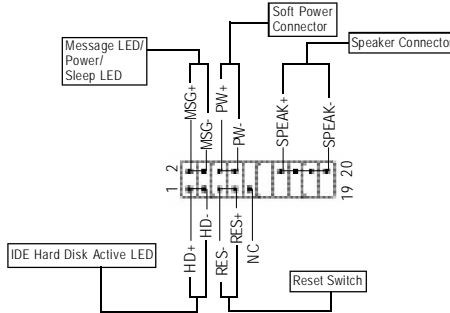 Soft Power
Connector
Message LED/
Power/
Sleep LED
Speaker Connector
MSG+
MSG-
PW+
PW-
SPEAK+
SPEAK-
1 2
19 20
HD+
HD-
RES-
RES+
NC
IDE Hard Disk Active LED
Reset Switch